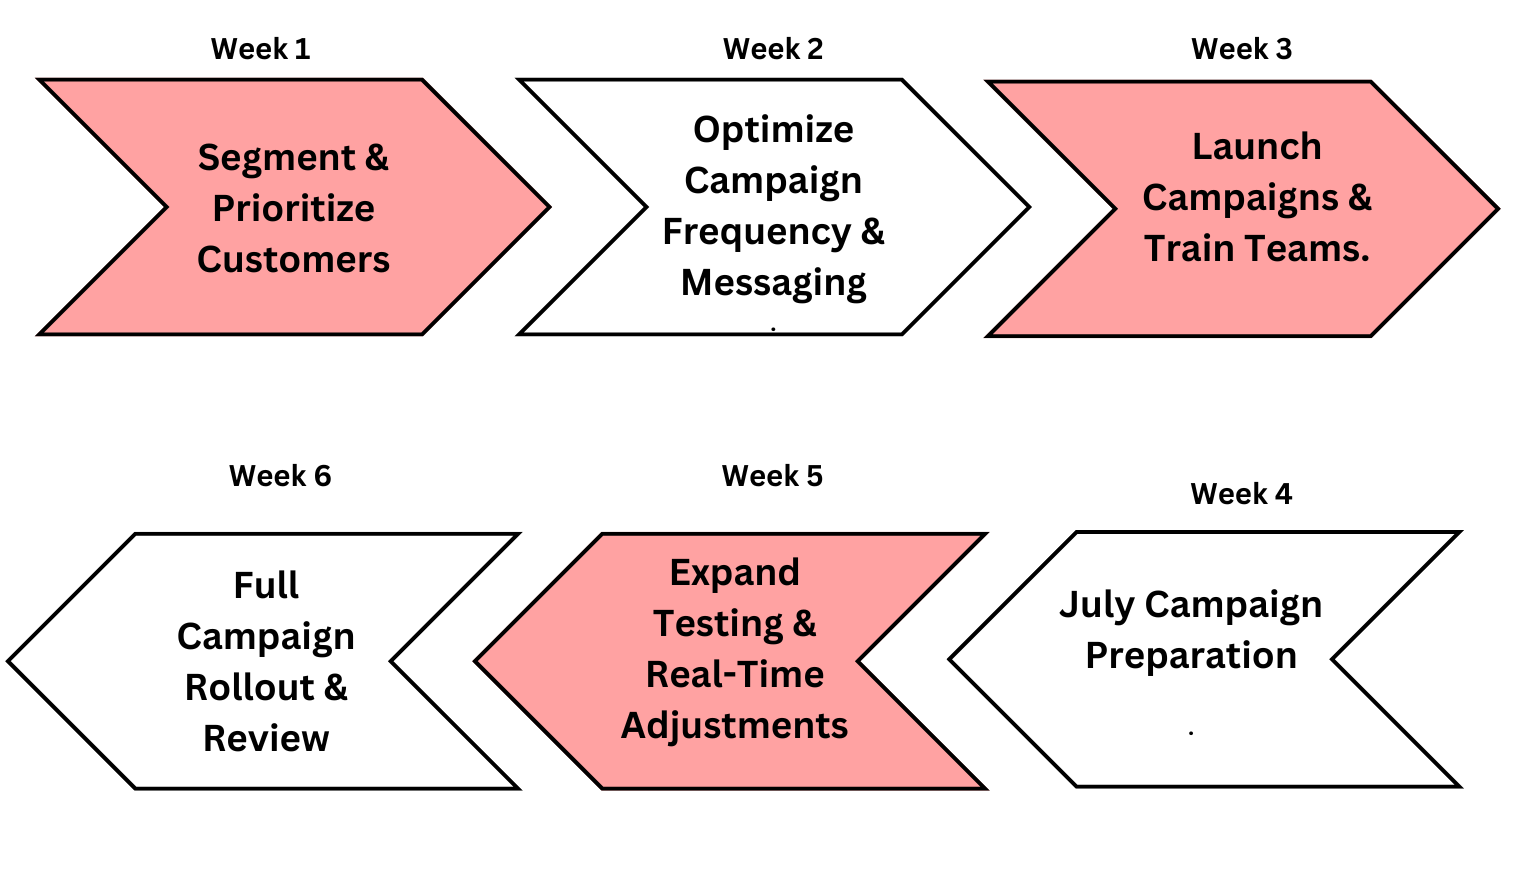 Week 1
Segment &
Prioritize
Customers
Week 2
Optimize
Campaign
Frequency &
Messaging
.
Week 3
Launch
Campaigns &
Train Teams.
Week 4
July Campaign
Preparation
.
Week 5
Expand
Testing &
Real-Time
Adjustments
Week 6
Full
Campaign
Rollout &
Review